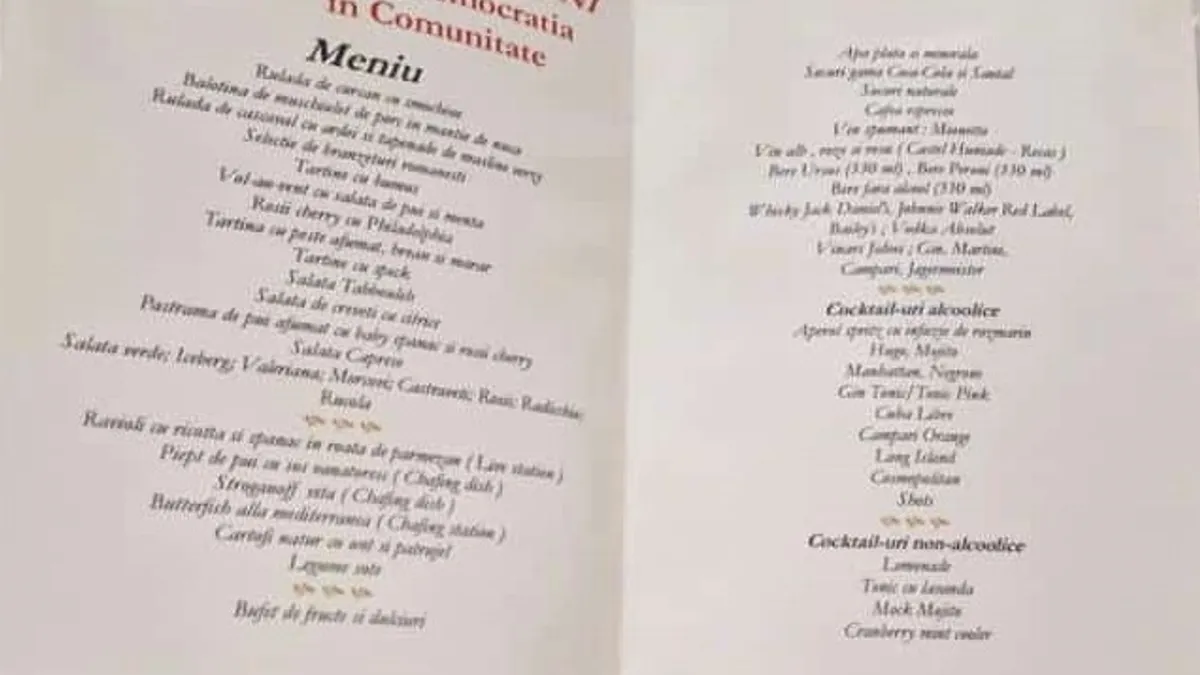 in Comunitate
Meniu
Rulada de curcan cu smochine
Balotina de muschiulet de porc in mantie de nuca
Rulada de cascaval cu ardei si tapenade de masline verzi
Selectie de branzeturi romanesti
Tartine cu humus
Vol-au-vent cu salata de pui si menta
Rosii cherry cu Philadelphia
Tartina cu peste afumat, hrean si marar
Tartine cu speck
Salata Tabbouleh
Salata de creveti cu citrice
Pastrama de pui afumat cu baby spanac si rosii cherry
Salata Caprese
Salata verde; Iceberg; Valeriana; Morcovi; Castraveti; Rosii; Radichio;
Rucola
Ravioli cu ricotta si spanac in roata de parmezan ( Live station )
Piept de pui cu sos vanatoresc ( Chafing dish )
Stroganoff vita ( Chafing dish )
Butterfish alla mediterranea ( Chafing station )
Cartofi natur cu unt si patrujel
Legume sote
Bufet de fructe si dulciuri
Apa plata si minerala
Sucuri gama Coca-Cola si Santal
Sucuri naturale
Cafea espresso
Vin spumant :
Vin alb , rosu si rose ( Castel Huniade - Recas )
Bere Ursus (330 ml) , Bere Peroni (330 ml)
Bere fara alcool (330 ml)
Whisky Jack Daniel's, Johnnie Walker Red Label,
Bailey's ; Vodka Absolut
Vinars Jidvei ; Gin, Martini,
Campari, Jagermeister
Cocktail-uri alcoolice
Aperol spritz cu infuzie de rozmarin
Hugo, Mojito
Manhattan, Negroni
Gin Tonic/ Tonic Pink
Cuba Libre
Campari Orange
Long Island
Cosmopolitan
Shots
Cocktail-uri non-alcoolice
Lemonade
Tonic cu lavanda
Mock Mojito
Cranberry mint cooler